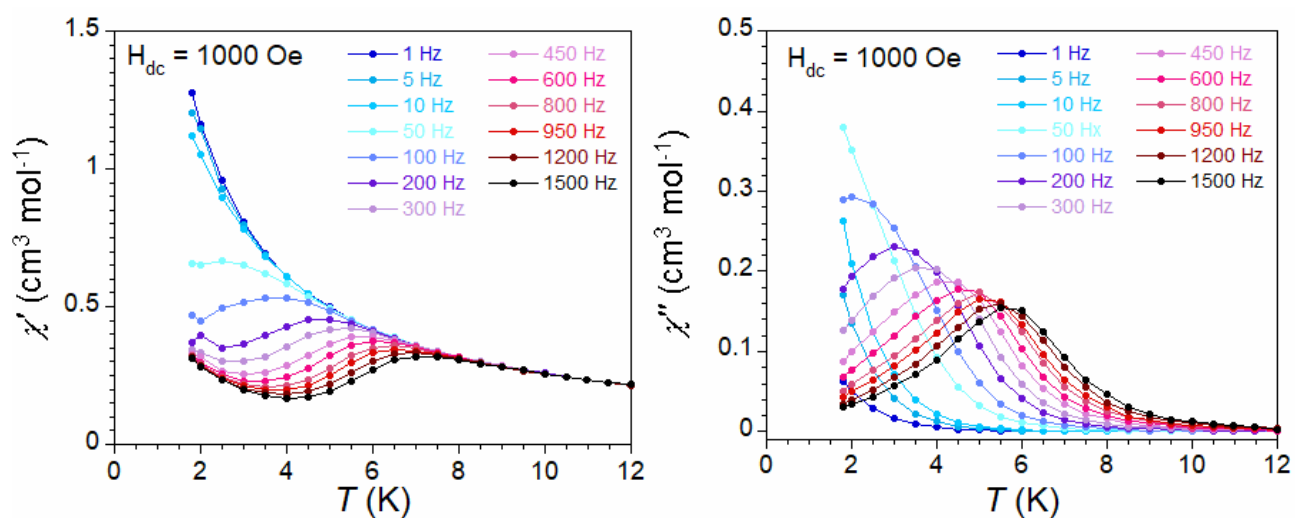 H_dc = 1000 Oe
1 Hz
5 Hz
10 Hz
50 Hz
100 Hz
200 Hz
300 Hz
450 Hz
600 Hz
800 Hz
950 Hz
1200 Hz
1500 Hz
χ′ (cm³ mol⁻¹)
1.5
1
0.5
0
0
2
4
6
8
10
12
T (K)
H_dc = 1000 Oe
1 Hz
5 Hz
10 Hz
50 Hx
100 Hz
200 Hz
300 Hz
450 Hz
600 Hz
800 Hz
950 Hz
1200 Hz
1500 Hz
χ″ (cm³ mol⁻¹)
0.5
0.4
0.3
0.2
0.1
0
0
2
4
6
8
10
12
T (K)